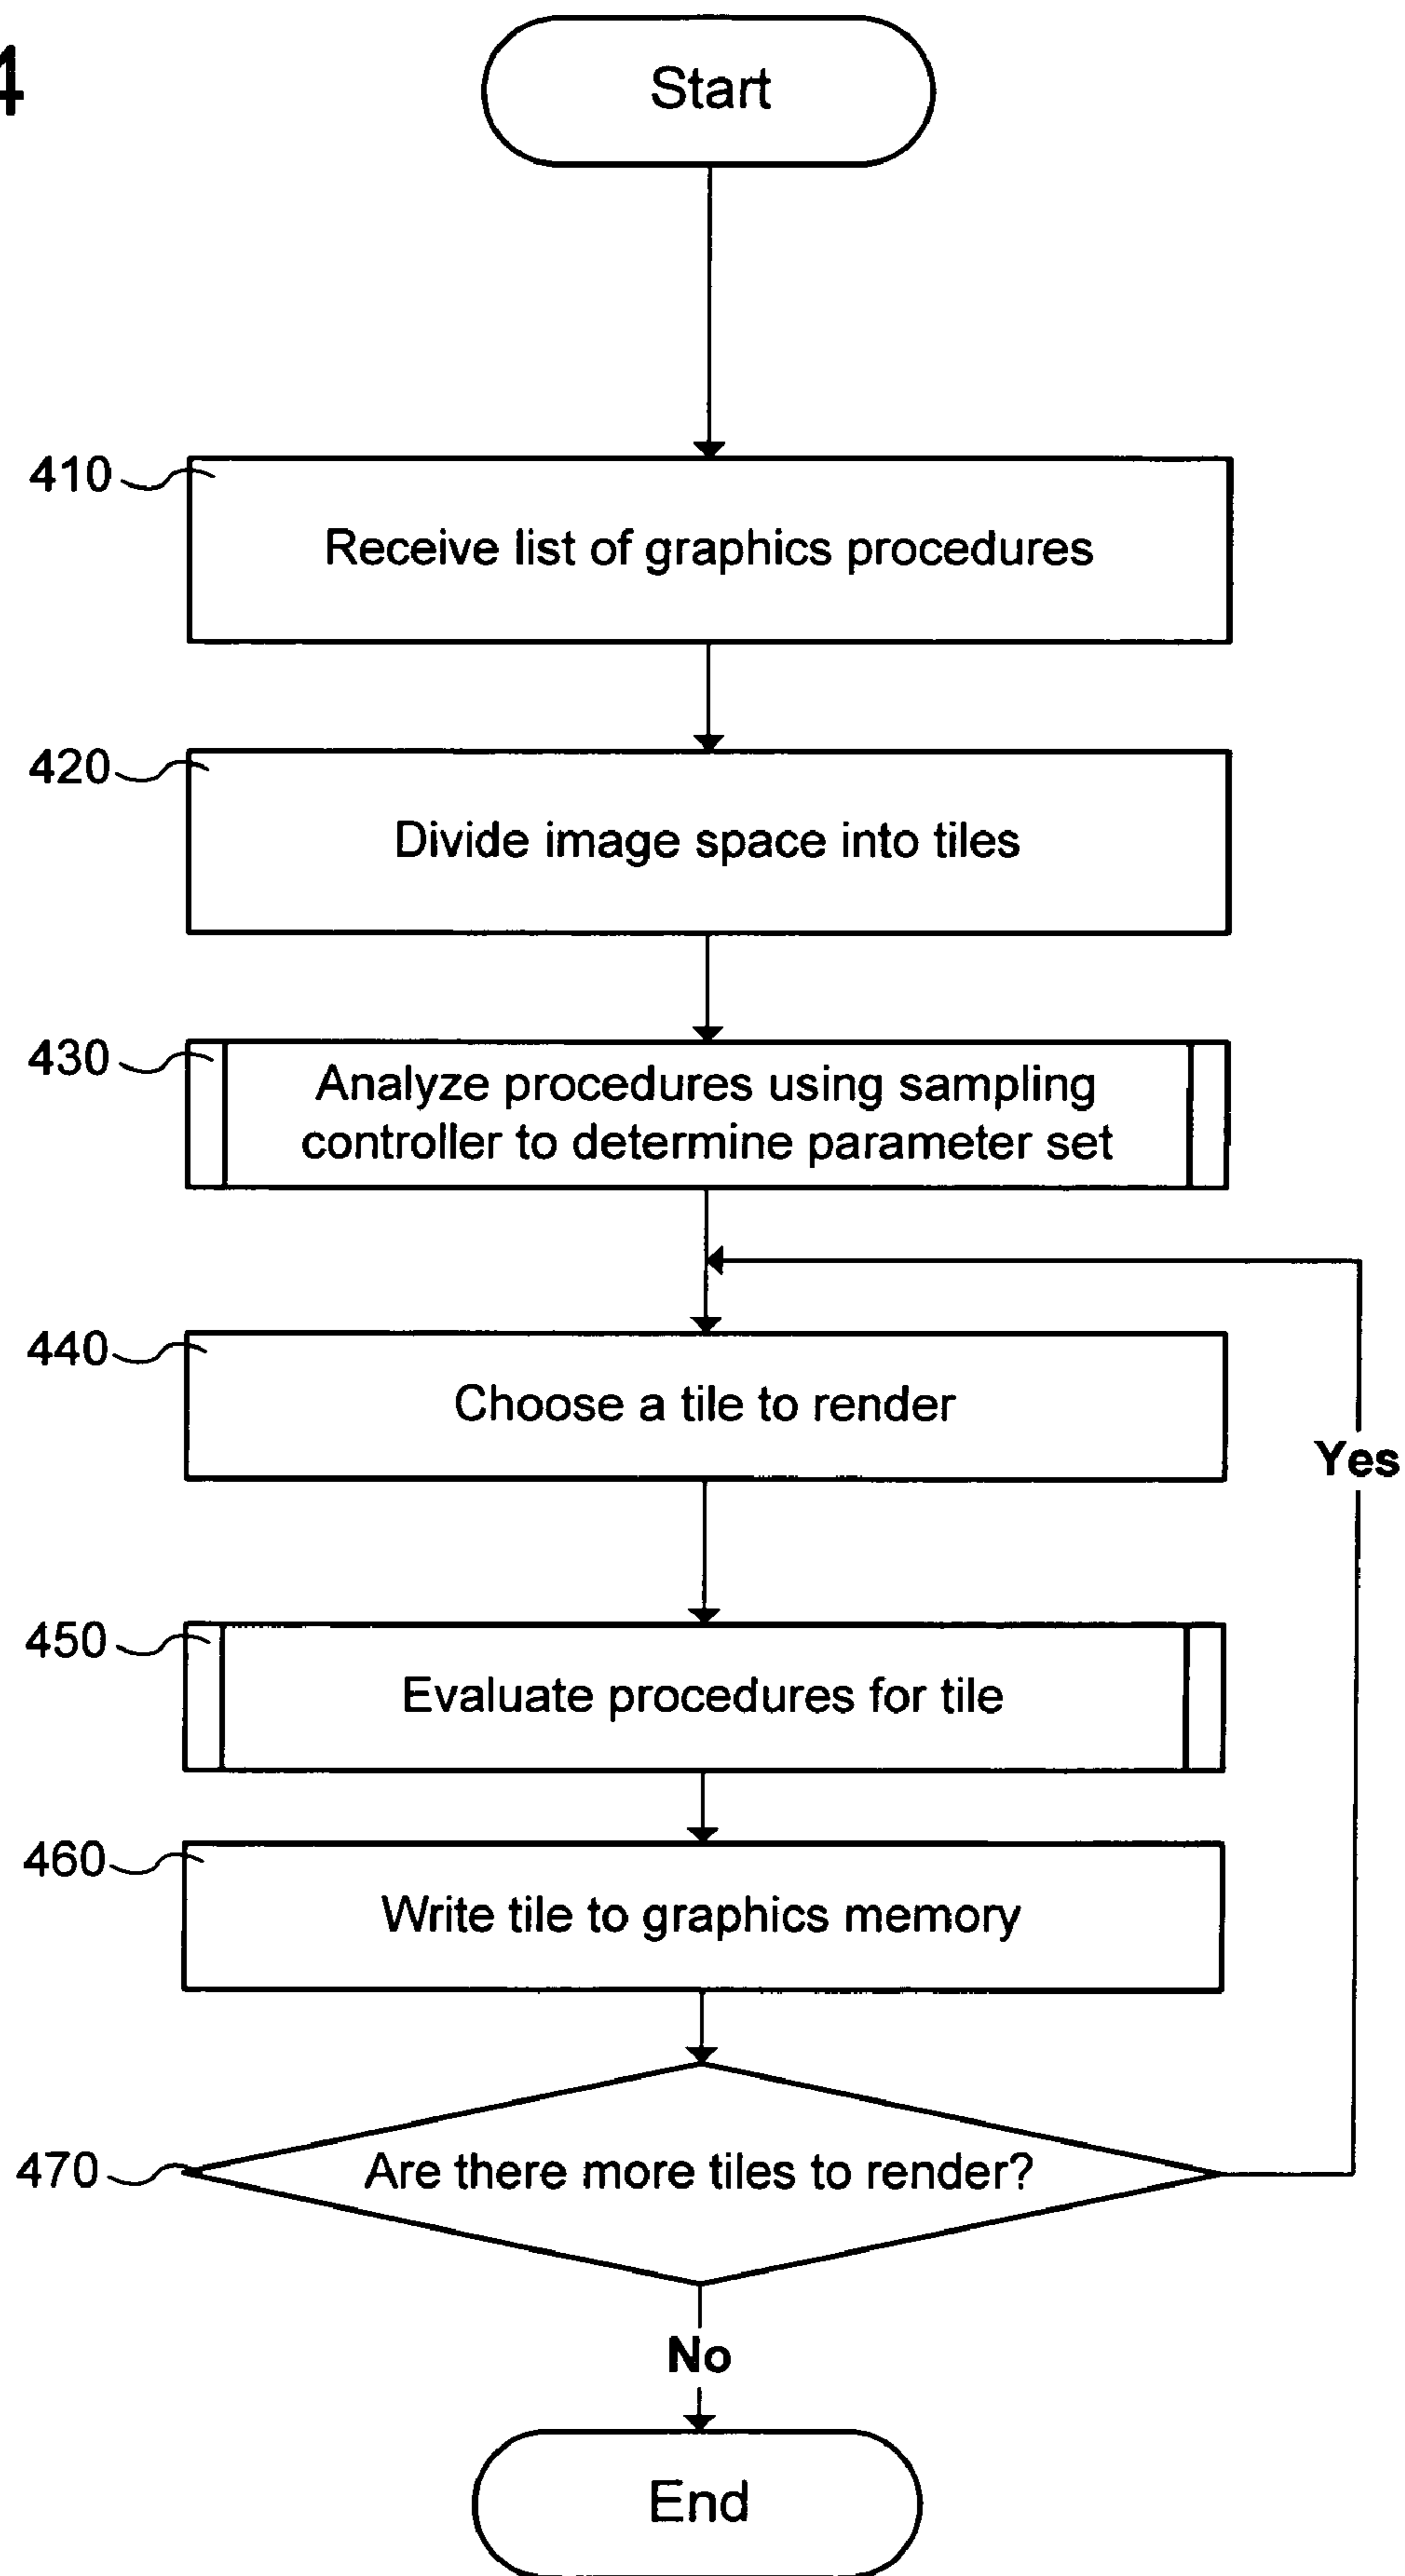 4
Start
410
Receive list of graphics procedures
420
Divide image space into tiles
430
Analyze procedures using sampling
controller to determine parameter set
440
Choose a tile to render
Yes
450
Evaluate procedures for tile
460
Write tile to graphics memory
470
Are there more tiles to render?
No
End